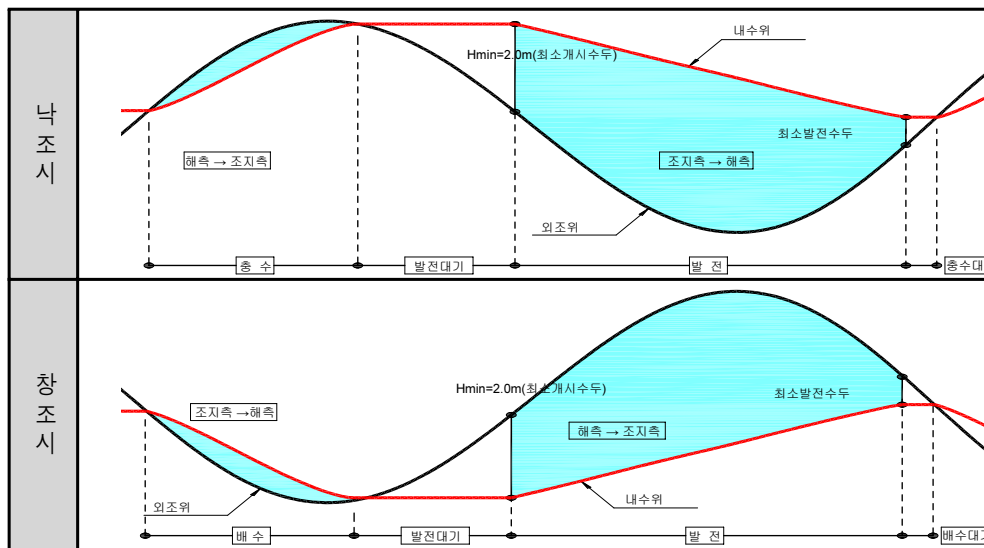 낙조시
내수위
Hmin=2.0m(최소개시수두)
최소발전수두
해측 → 조지측
조지측 → 해측
외조위
충 수
발전대기
발 전
충수대
창조시
Hmin=2.0m(최소개시수두)
최소발전수두
조지측 →해측
해측 → 조지측
외조위
내수위
배 수
발전대기
발 전
배수대기